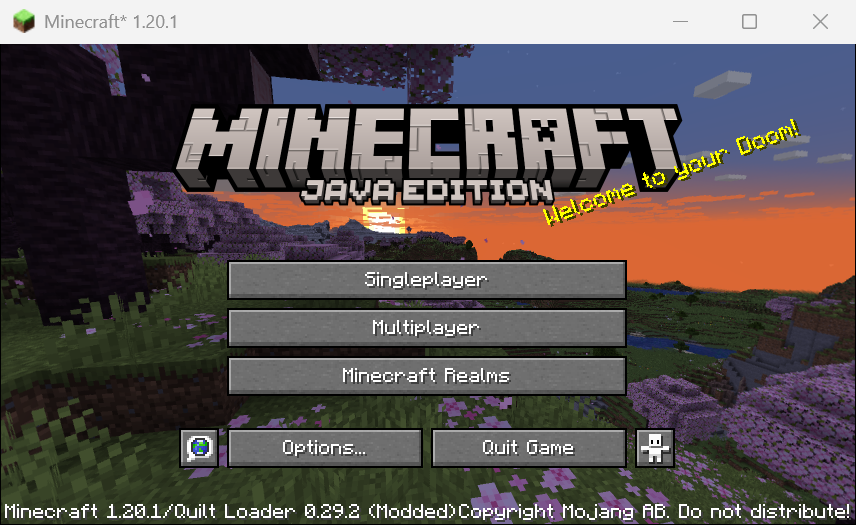 Minecraft* 1.20.1
MINECRAFT
JAVA EDITION
Welcome to your Doom!
Singleplayer
Multiplayer
Minecraft Realms
Options...
Quit Game
Minecraft 1.20.1/Quilt Loader 0.29.2 (Modded)
Copyright Mojang AB. Do not distribute!